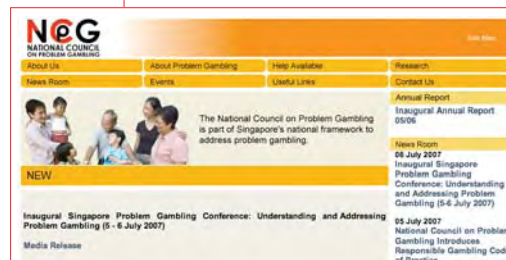 NCPG
NATIONAL COUNCIL
ON PROBLEM GAMBLING
About Us
About Problem Gambling
Help Available
Research
News Room
Events
Useful Links
Contact Us
The National Council on Problem Gambling
is part of Singapore's national framework to
address problem gambling.
NEW
Inaugural Singapore Problem Gambling Conference: Understanding and Addressing
Problem Gambling (5 - 6 July 2007)
Media Release
Annual Report
Inaugural Annual Report
05/06
News Room
06 July 2007
Inaugural Singapore
Problem Gambling
Conference: Understanding
and Addressing Problem
Gambling (5-6 July 2007)
05 July 2007
National Council on Problem
Gambling Introduces
Responsible Gambling Code
of Practice